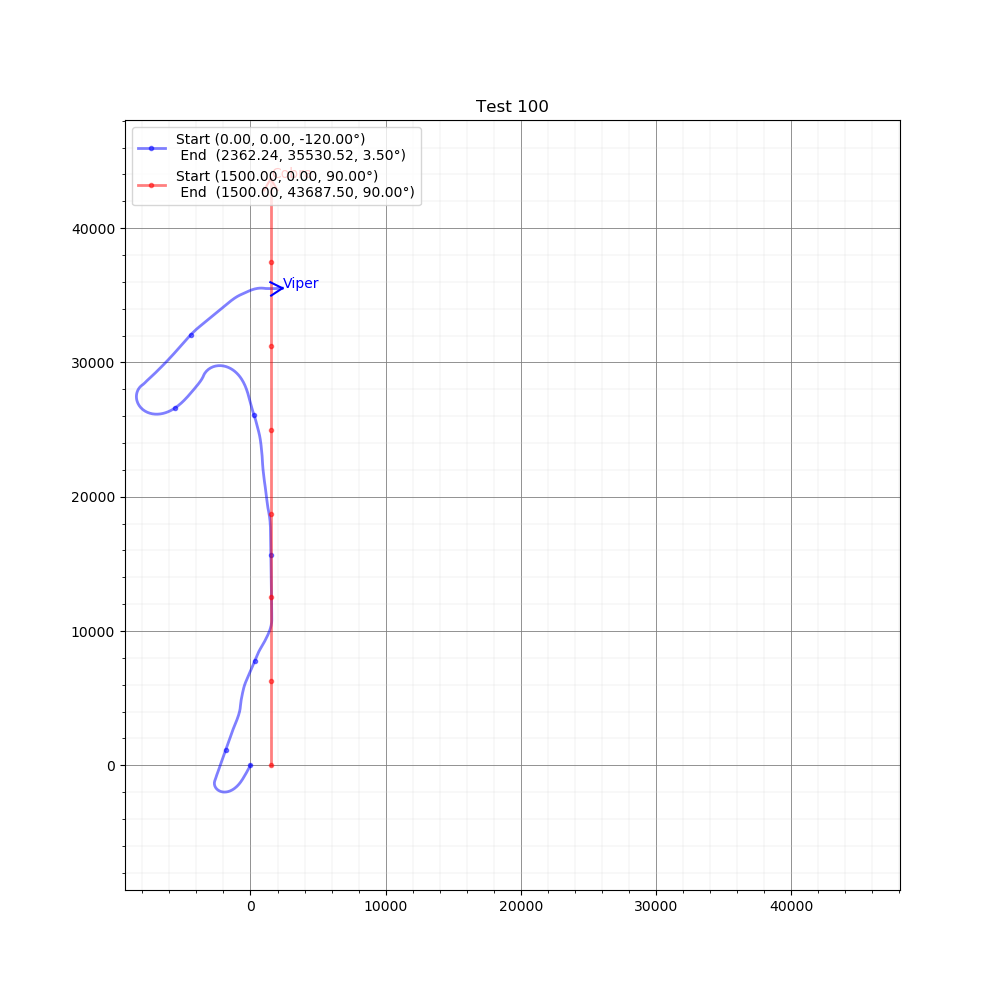 Test 100
Start (0.00, 0.00, -120.00°)
End (2362.24, 35530.52, 3.50°)
Start (1500.00, 0.00, 90.00°)
End (1500.00, 43687.50, 90.00°)
40000
Viper
30000
20000
10000
0
0 10000 20000 30000 40000